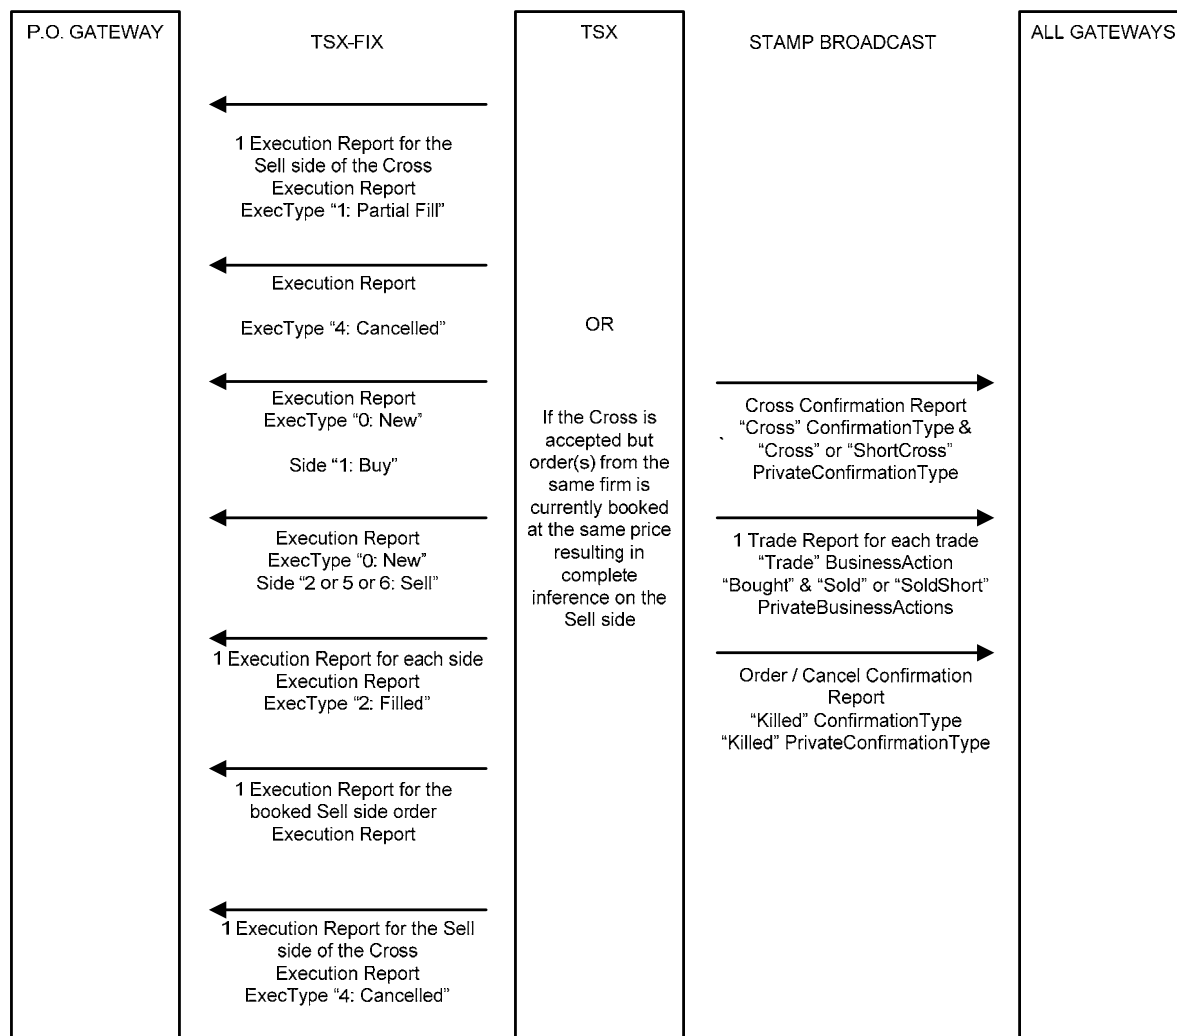 P.O. GATEWAY
TSX-FIX
TSX
STAMP BROADCAST
ALL GATEWAYS
1 Execution Report for the
Sell side of the Cross
Execution Report
ExecType “1: Partial Fill”
Execution Report
ExecType “4: Cancelled”
OR
Execution Report
ExecType “0: New”
Side “1: Buy”
Execution Report
ExecType “0: New”
Side “2 or 5 or 6: Sell”
1 Execution Report for each side
Execution Report
ExecType “2: Filled”
1 Execution Report for the
booked Sell side order
Execution Report
1 Execution Report for the Sell
side of the Cross
Execution Report
ExecType “4: Cancelled”
If the Cross is
accepted but
order(s) from the
same firm is
currently booked
at the same price
resulting in
complete
inference on the
Sell side
Cross Confirmation Report
“Cross” ConfirmationType &
“Cross” or “ShortCross”
PrivateConfirmationType
1 Trade Report for each trade
“Trade” BusinessAction
“Bought” & “Sold” or “SoldShort”
PrivateBusinessActions
Order / Cancel Confirmation
Report
“Killed” ConfirmationType
“Killed” PrivateConfirmationType